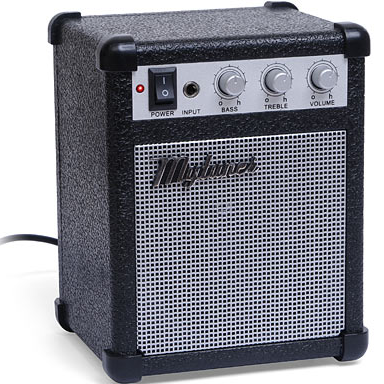 POWER INPUT BASS TREBLE VOLUME
o h o h o h
Mytunes